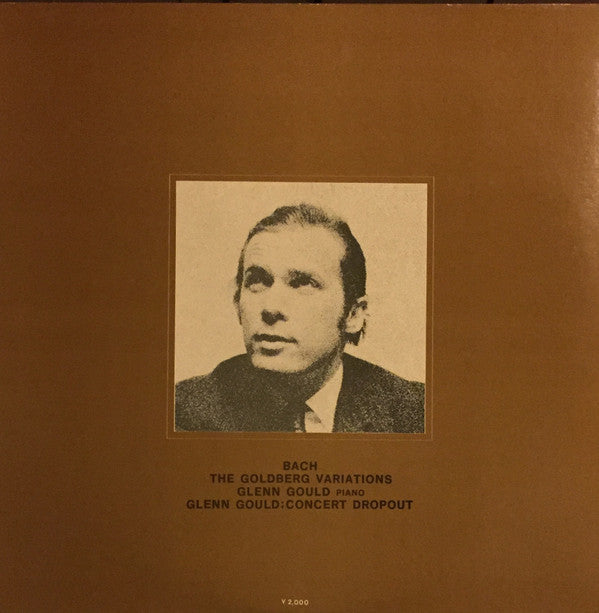 BACH
THE GOLDBERG VARIATIONS
GLENN GOULD PIANO
GLENN GOULD:CONCERT DROPOUT
¥2,000